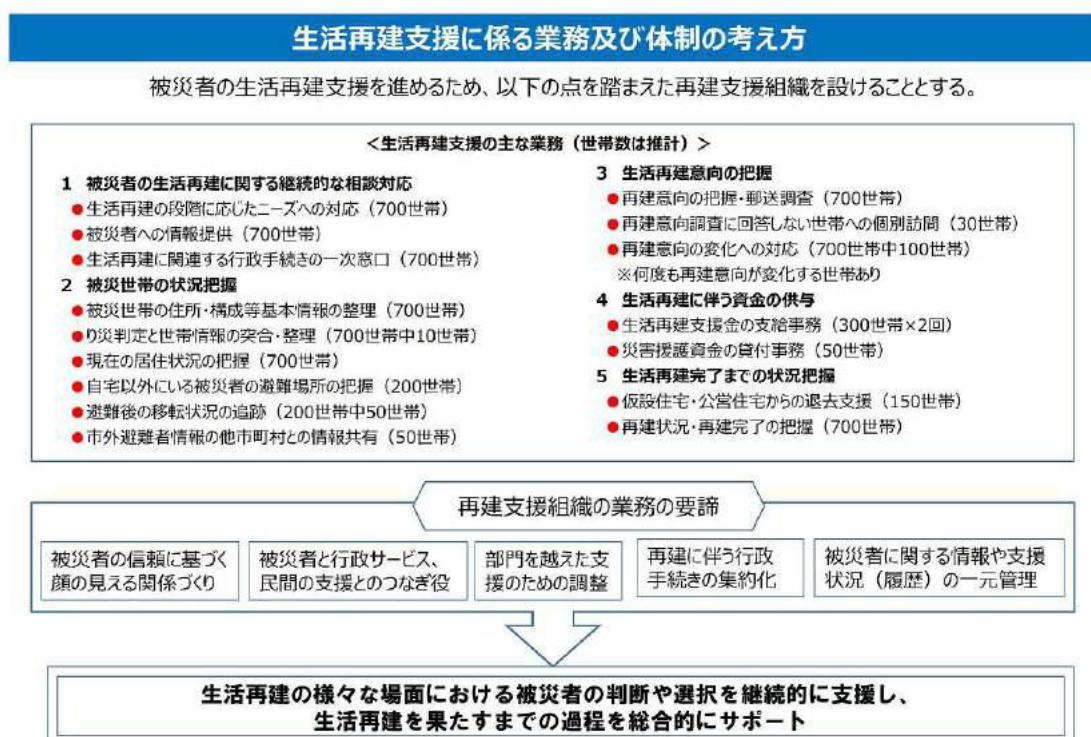 生活再建支援に係る業務及び体制の考え方
被災者の生活再建支援を進めるため、以下の点を踏まえた再建支援組織を設けることとする。
＜生活再建支援の主な業務（世帯数は推計）＞
1 被災者の生活再建に関する継続的な相談対応
●生活再建の段階に応じたニーズへの対応（700世帯）
●被災者への情報提供（700世帯）
●生活再建に関連する行政手続きの一次窓口（700世帯）
2 被災世帯の状況把握
●被災世帯の住所・構成等基本情報の整理（700世帯）
●り災判定と世帯情報の突合・整理（700世帯中10世帯）
●現在の居住状況の把握（700世帯）
●自宅以外にいる被災者の避難場所の把握（200世帯）
●避難後の移転状況の追跡（200世帯中50世帯）
●市外避難者情報の他市町村との情報共有（50世帯）
3 生活再建意向の把握
●再建意向の把握・郵送調査（700世帯）
●再建意向調査に回答しない世帯への個別訪問（30世帯）
●再建意向の変化への対応（700世帯中100世帯）
※何度も再建意向が変化する世帯あり
4 生活再建に伴う資金の供与
●生活再建支援金の支給事務（300世帯×2回）
●災害援護資金の貸付事務（50世帯）
5 生活再建完了までの状況把握
●仮設住宅・公営住宅からの退去支援（150世帯）
●再建状況・再建完了の把握（700世帯）
再建支援組織の業務の要諦
被災者の信頼に基づく
顔の見える関係づくり
被災者と行政サービス、
民間の支援とのつなぎ役
部門を越えた支
援のための調整
再建に伴う行政
手続きの集約化
被災者に関する情報や支援
状況（履歴）の一元管理
生活再建の様々な場面における被災者の判断や選択を継続的に支援し、
生活再建を果たすまでの過程を総合的にサポート